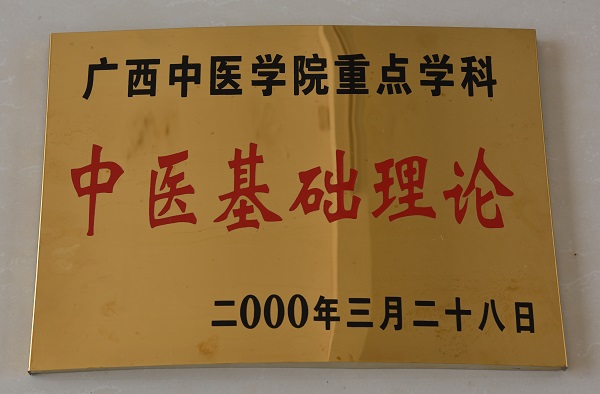 广西中医学院重点学科
中医基础理论
二000年三月二十八日